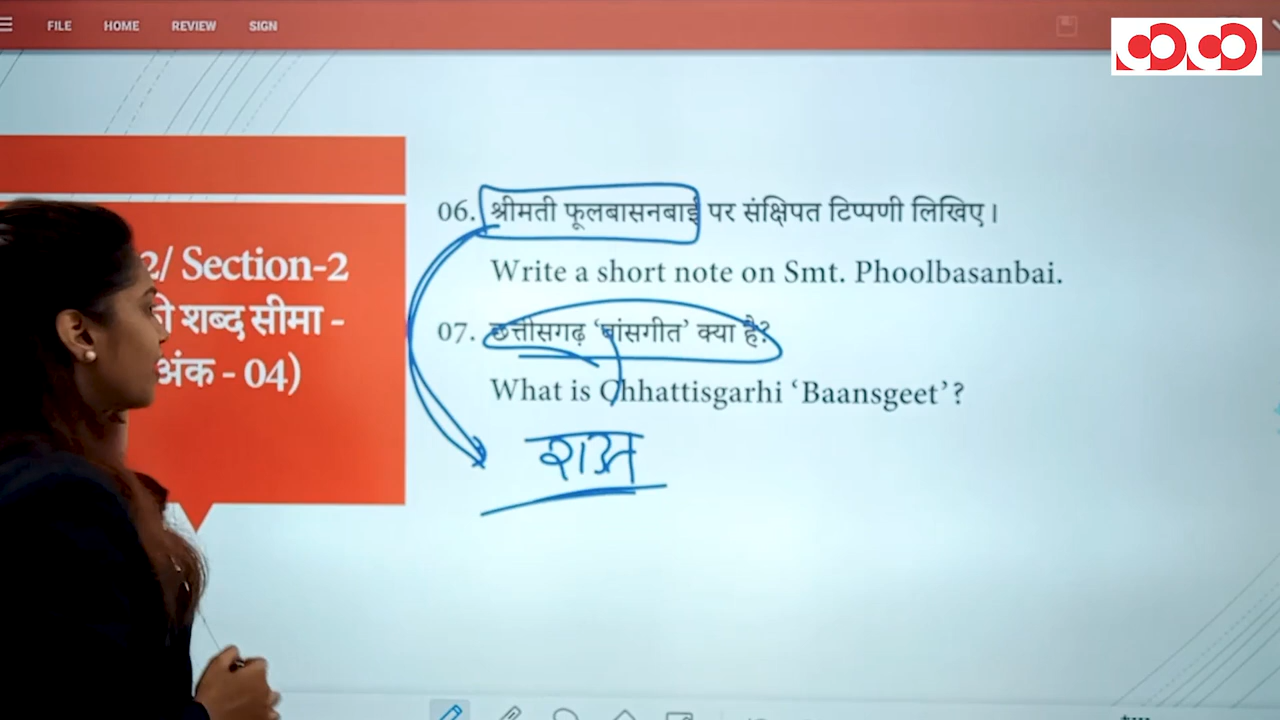 FILE HOME REVIEW SIGN
2/ Section-2
शब्द सीमा -
अंक - 04)
06. श्रीमती फूलबासनबाई पर संक्षिपत टिप्पणी लिखिए।
Write a short note on Smt. Phoolbasanbai.
07. छत्तीसगढ़ 'बांसगीत' क्या है?
What is Chhattisgarhi 'Baansgeet'?